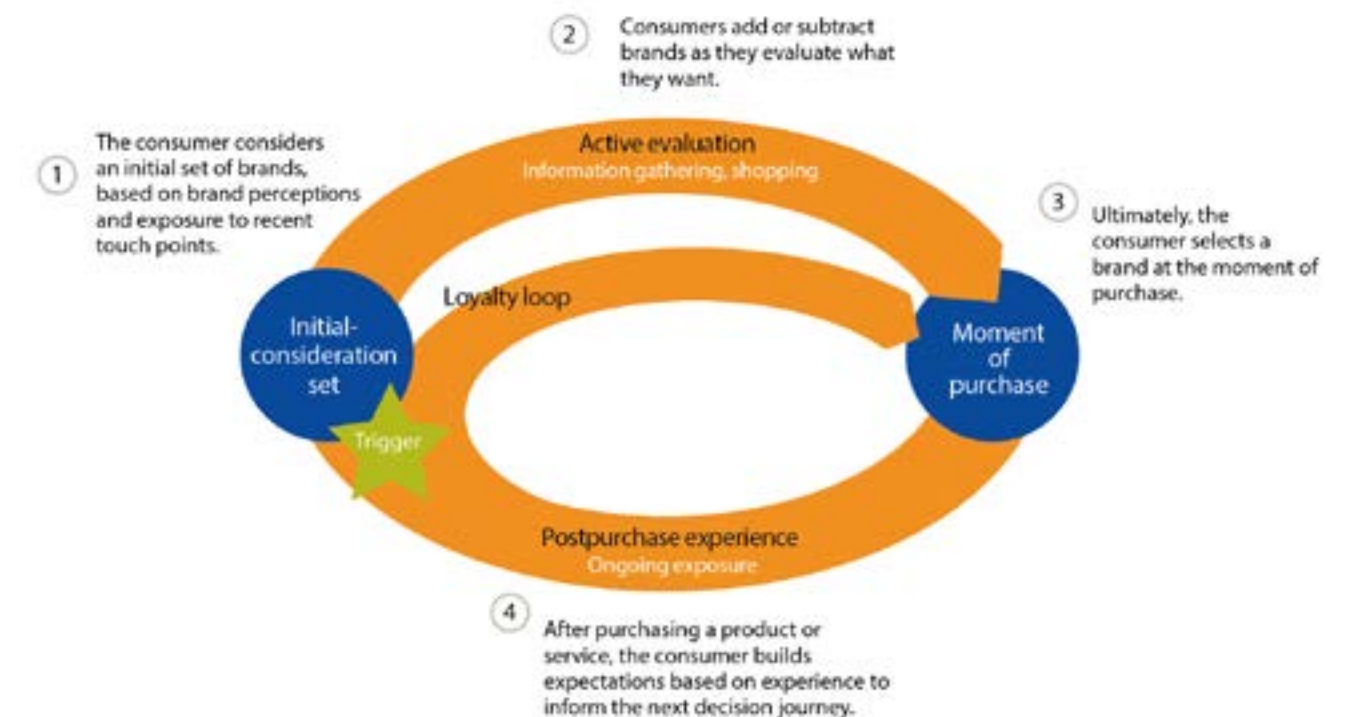 2
Consumers add or subtract
brands as they evaluate what
they want.
1
The consumer considers
an initial set of brands,
based on brand perceptions
and exposure to recent
touch points.
Active evaluation
Information gathering, shopping
3
Ultimately, the
consumer selects a
brand at the moment of
purchase.
Loyalty loop
Initial-
consideration
set
Moment
of
purchase
Trigger
Postpurchase experience
Ongoing exposure
4
After purchasing a product or
service, the consumer builds
expectations based on experience to
inform the next decision journey.